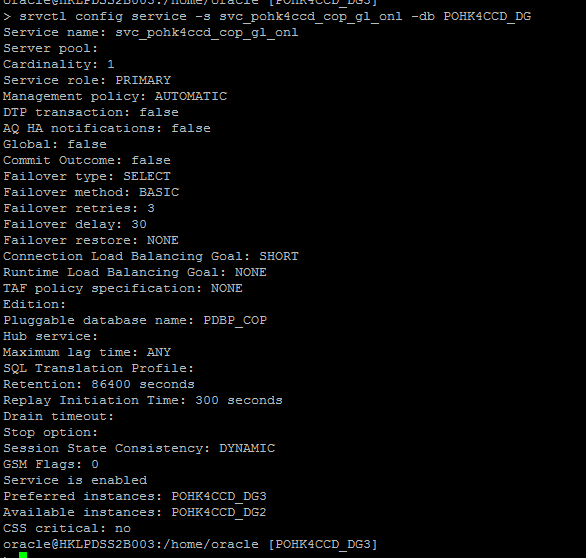 oracle@HKLPDSS2B003:/home/oracle [POHK4CCD_DG3]
> srvctl config service -s svc_pohk4ccd_cop_gl_onl -db POHK4CCD_DG
Service name: svc_pohk4ccd_cop_gl_onl
Server pool:
Cardinality: 1
Service role: PRIMARY
Management policy: AUTOMATIC
DTP transaction: false
AQ HA notifications: false
Global: false
Commit Outcome: false
Failover type: SELECT
Failover method: BASIC
Failover retries: 3
Failover delay: 30
Failover restore: NONE
Connection Load Balancing Goal: SHORT
Runtime Load Balancing Goal: NONE
TAF policy specification: NONE
Edition:
Pluggable database name: PDBP_COP
Hub service:
Maximum lag time: ANY
SQL Translation Profile:
Retention: 86400 seconds
Replay Initiation Time: 300 seconds
Drain timeout:
Stop option:
Session State Consistency: DYNAMIC
GSM Flags: 0
Service is enabled
Preferred instances: POHK4CCD_DG3
Available instances: POHK4CCD_DG2
CSS critical: no
oracle@HKLPDSS2B003:/home/oracle [POHK4CCD_DG3]
>